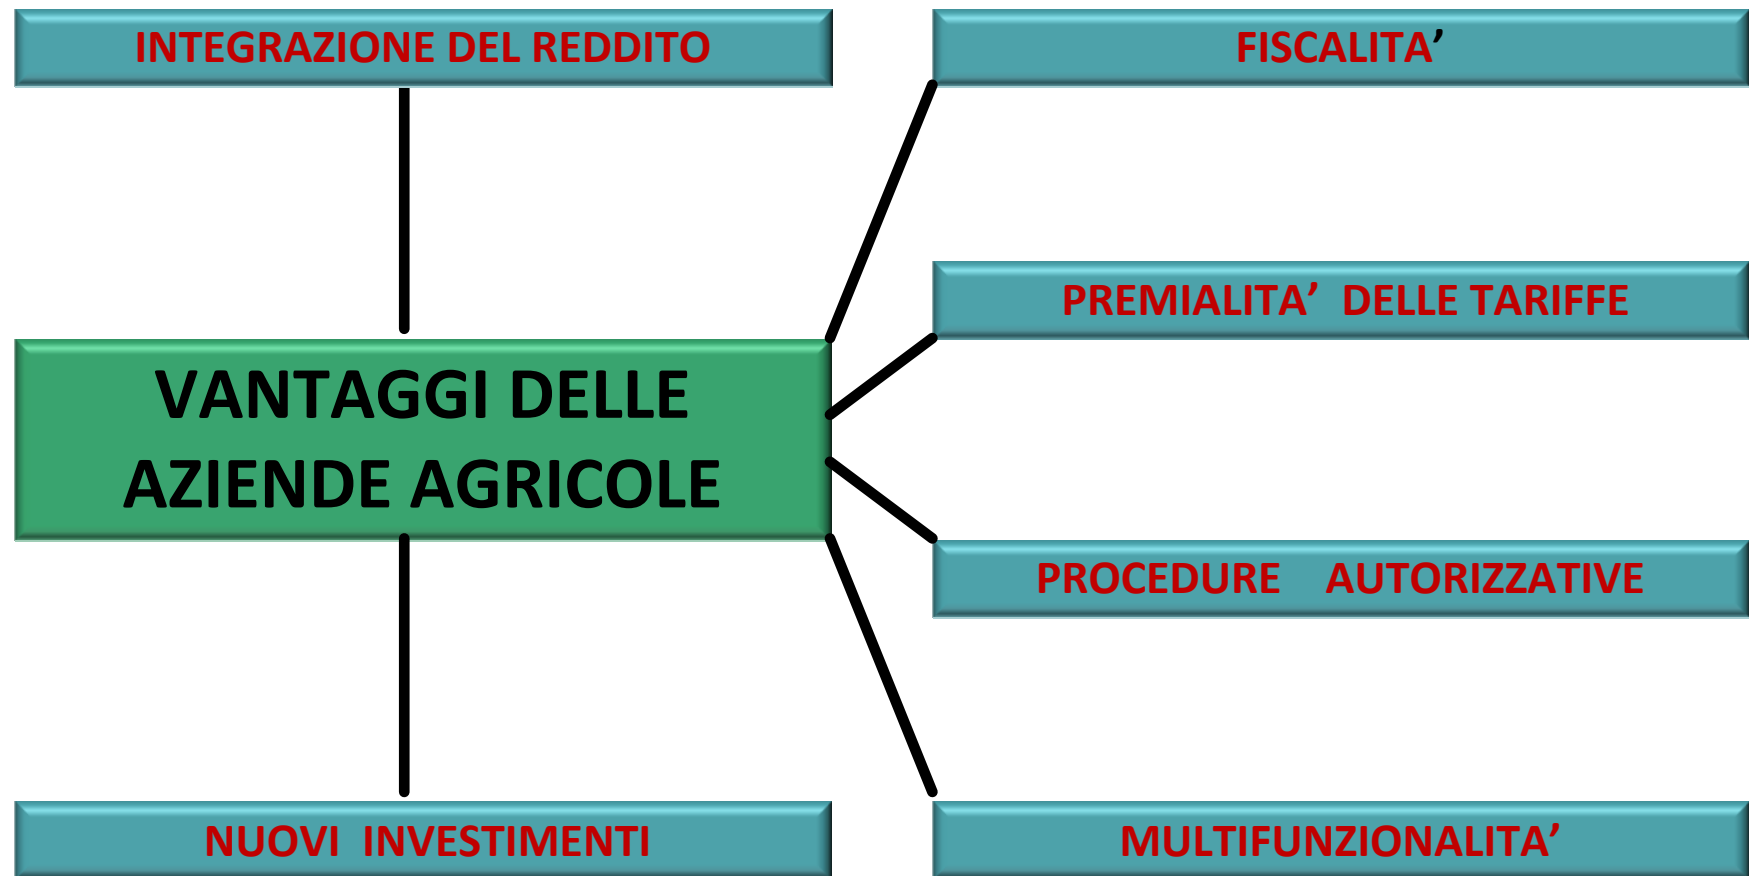 INTEGRAZIONE DEL REDDITO
FISCALITA’
PREMIALITA’ DELLE TARIFFE
VANTAGGI DELLE
AZIENDE AGRICOLE
PROCEDURE AUTORIZZATIVE
NUOVI INVESTIMENTI
MULTIFUNZIONALITA’